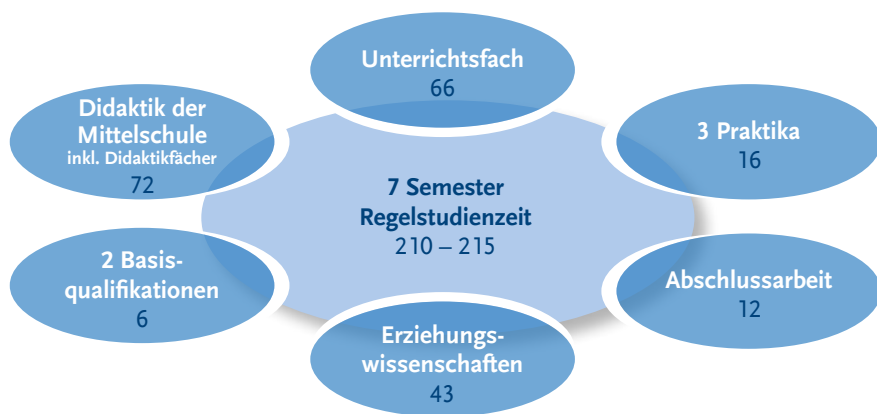 Unterrichtsfach
66
Didaktik der
Mittelschule
inkl. Didaktikfächer
72
3 Praktika
16
7 Semester
Regelstudienzeit
210 – 215
2 Basis-
qualifikationen
6
Abschlussarbeit
12
Erziehungs-
wissenschaften
43